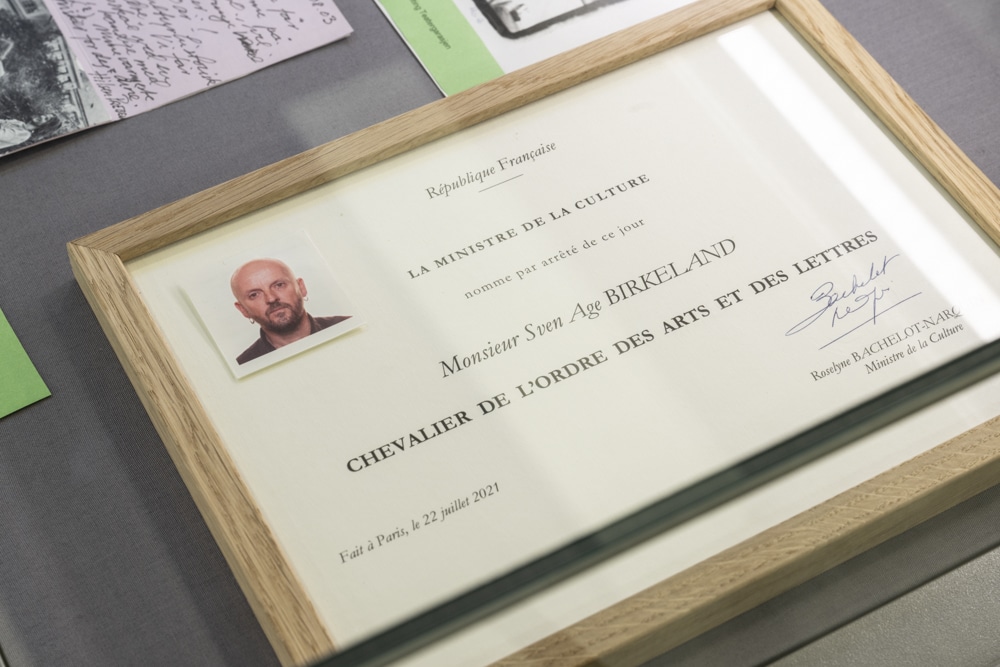 République Française
LA MINISTRE DE LA CULTURE
nomme par arrêté de ce jour
Monsieur Sven Age BIRKELAND
CHEVALIER DE L'ORDRE DES ARTS ET DES LETTRES
Bachelot
Roselyne BACHELOT-NARQ
Ministre de la Culture
Fait à Paris, le 22 juillet 2021